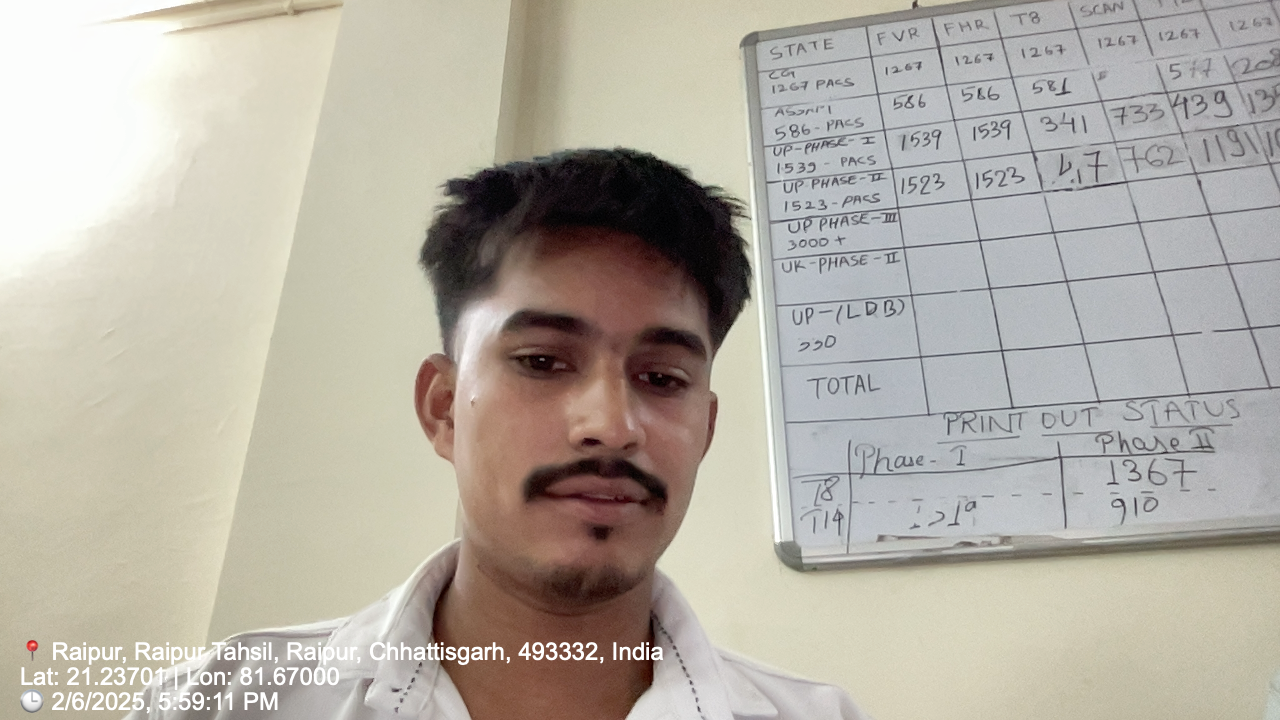 STATE FVR FHR T8 SCAN
CG 1267 1267 1267 1267 1267 1267
1267 PACS
586 586 581 577
586-PACS
UP-PHASE-I 1539 1539 341 733 439
1539-PACS
UP PHASE-II 1523 1523 762 1191
1523-PACS
UP PHASE-III
3000+
UK-PHASE-II
UP-(LDB)
TOTAL
PRINT OUT STATUS
Phase-I Phase II
T8 1367
T14 910
📍 Raipur, Raipur Tahsil, Raipur, Chhattisgarh, 493332, India
Lat: 21.23701 | Lon: 81.67000
🕒 2/6/2025, 5:59:11 PM